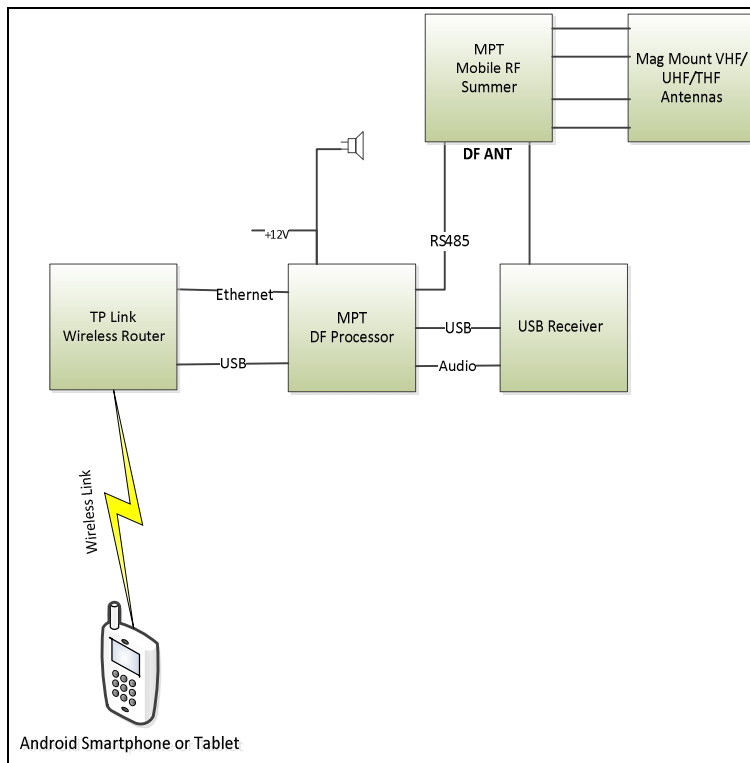 MPT
Mobile RF
Summer
Mag Mount VHF/
UHF/THF
Antennas
DF ANT
+12V
RS485
TP Link
Wireless Router
Ethernet
USB
MPT
DF Processor
USB
Audio
USB Receiver
Wireless Link
Android Smartphone or Tablet